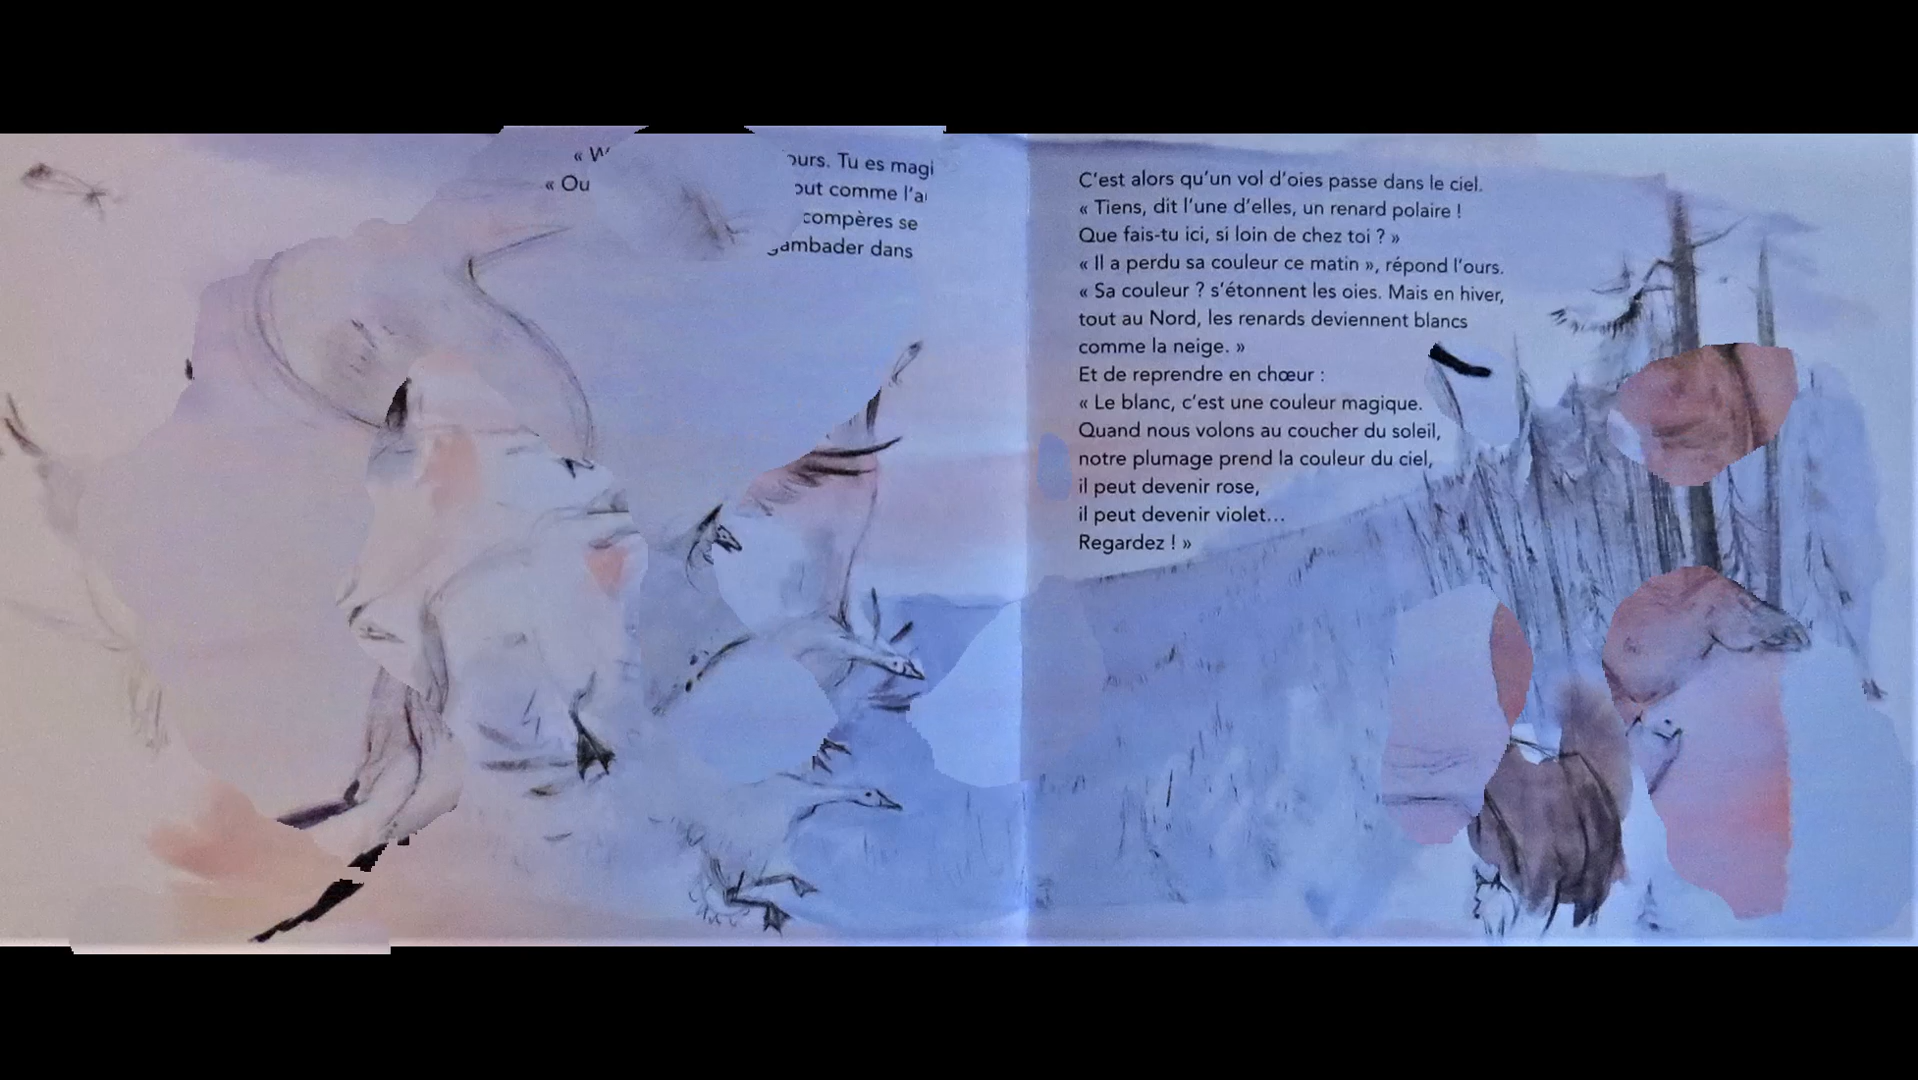 « Ou
Tu es magi
comme l'a
compères se
dans
C'est alors qu'un vol d'oies passe dans le ciel.
« Tiens, dit l'une d'elles, un renard polaire !
Que fais-tu ici, si loin de chez toi ? »
« Il a perdu sa couleur ce matin », répond l'ours.
« Sa couleur ? s'étonnent les oies. Mais en hiver,
tout au Nord, les renards deviennent blancs
comme la neige. »
Et de reprendre en chœur :
« Le blanc, c'est une couleur magique.
Quand nous volons au coucher du soleil,
notre plumage prend la couleur du ciel,
il peut devenir rose,
il peut devenir violet...
Regardez ! »